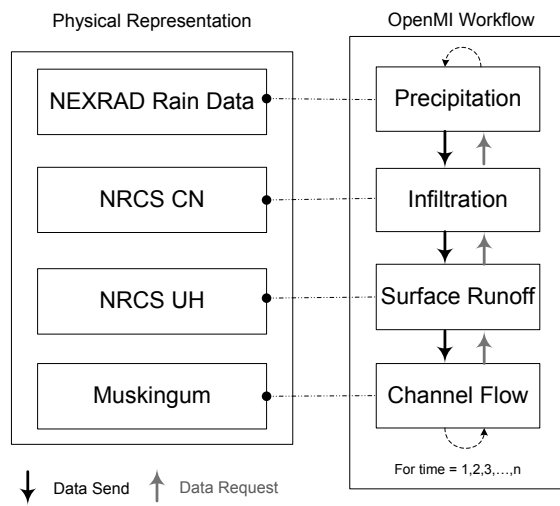 Physical Representation
OpenMI Workflow
NEXRAD Rain Data
Precipitation
NRCS CN
Infiltration
NRCS UH
Surface Runoff
Muskingum
Channel Flow
For time = 1,2,3,…,n
Data Send
Data Request